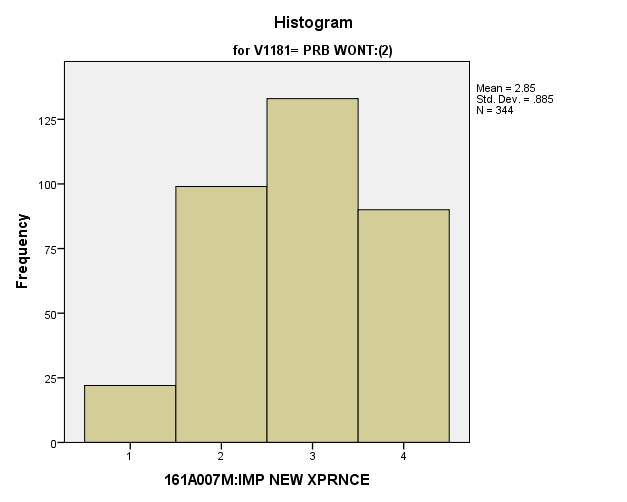 Histogram
for V1181= PRB WONT:(2)
Mean = 2.85
Std. Dev. = .885
N = 344
Frequency
125
100
75
50
25
0
1 2 3 4
161A007M:IMP NEW XPRNCE